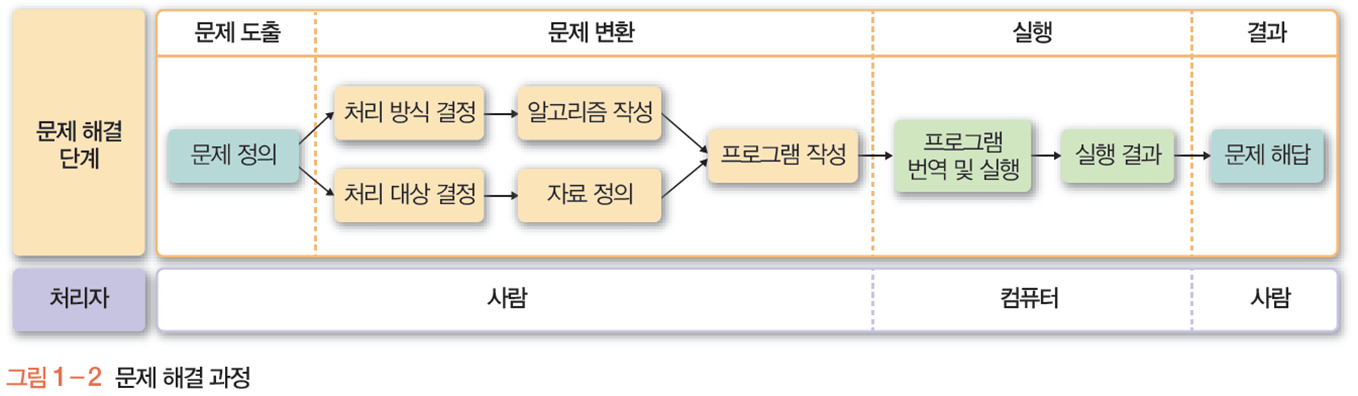 문제 도출
문제 변환
실행
결과
문제 해결
단계
문제 정의
처리 방식 결정
알고리즘 작성
처리 대상 결정
자료 정의
프로그램 작성
프로그램
번역 및 실행
실행 결과
문제 해답
처리자
사람
컴퓨터
사람
그림 1-2 문제 해결 과정